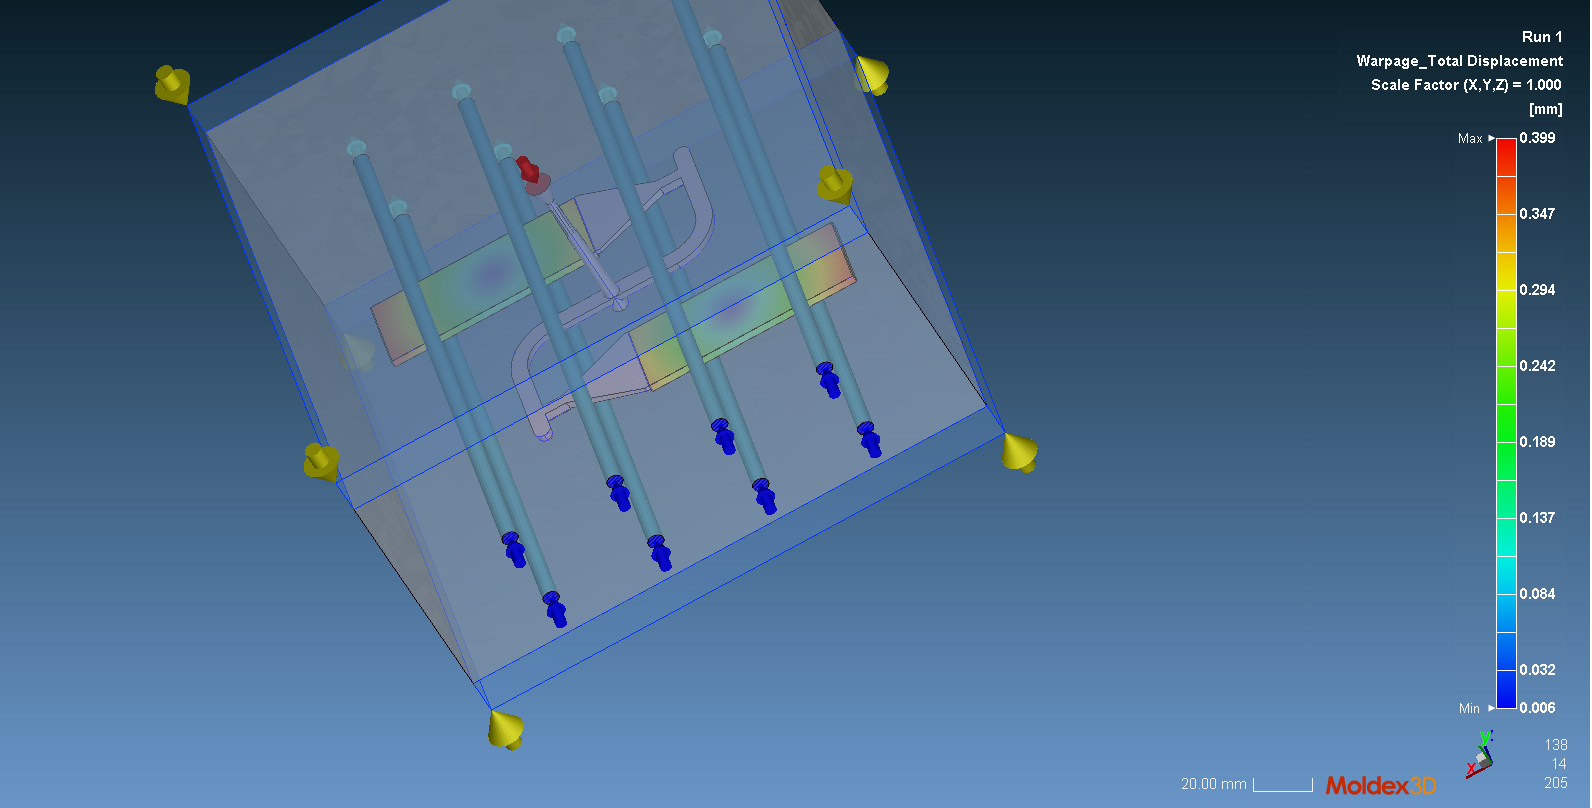 Run 1
Warpage_Total Displacement
Scale Factor (X,Y,Z) = 1.000
[mm]
Max 0.399
0.347
0.294
0.242
0.189
0.137
0.084
0.032
Min 0.006
Y
X
138
14
205
20.00 mm
Moldex3D